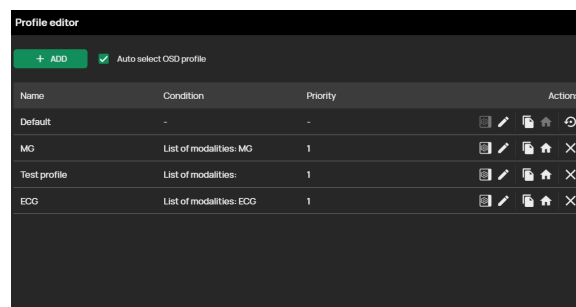 Profile editor
+ ADD Auto select OSD profile
Name Condition Priority Actions
Default - -
MG List of modalities: MG 1
Test profile List of modalities: 1
ECG List of modalities: ECG 1